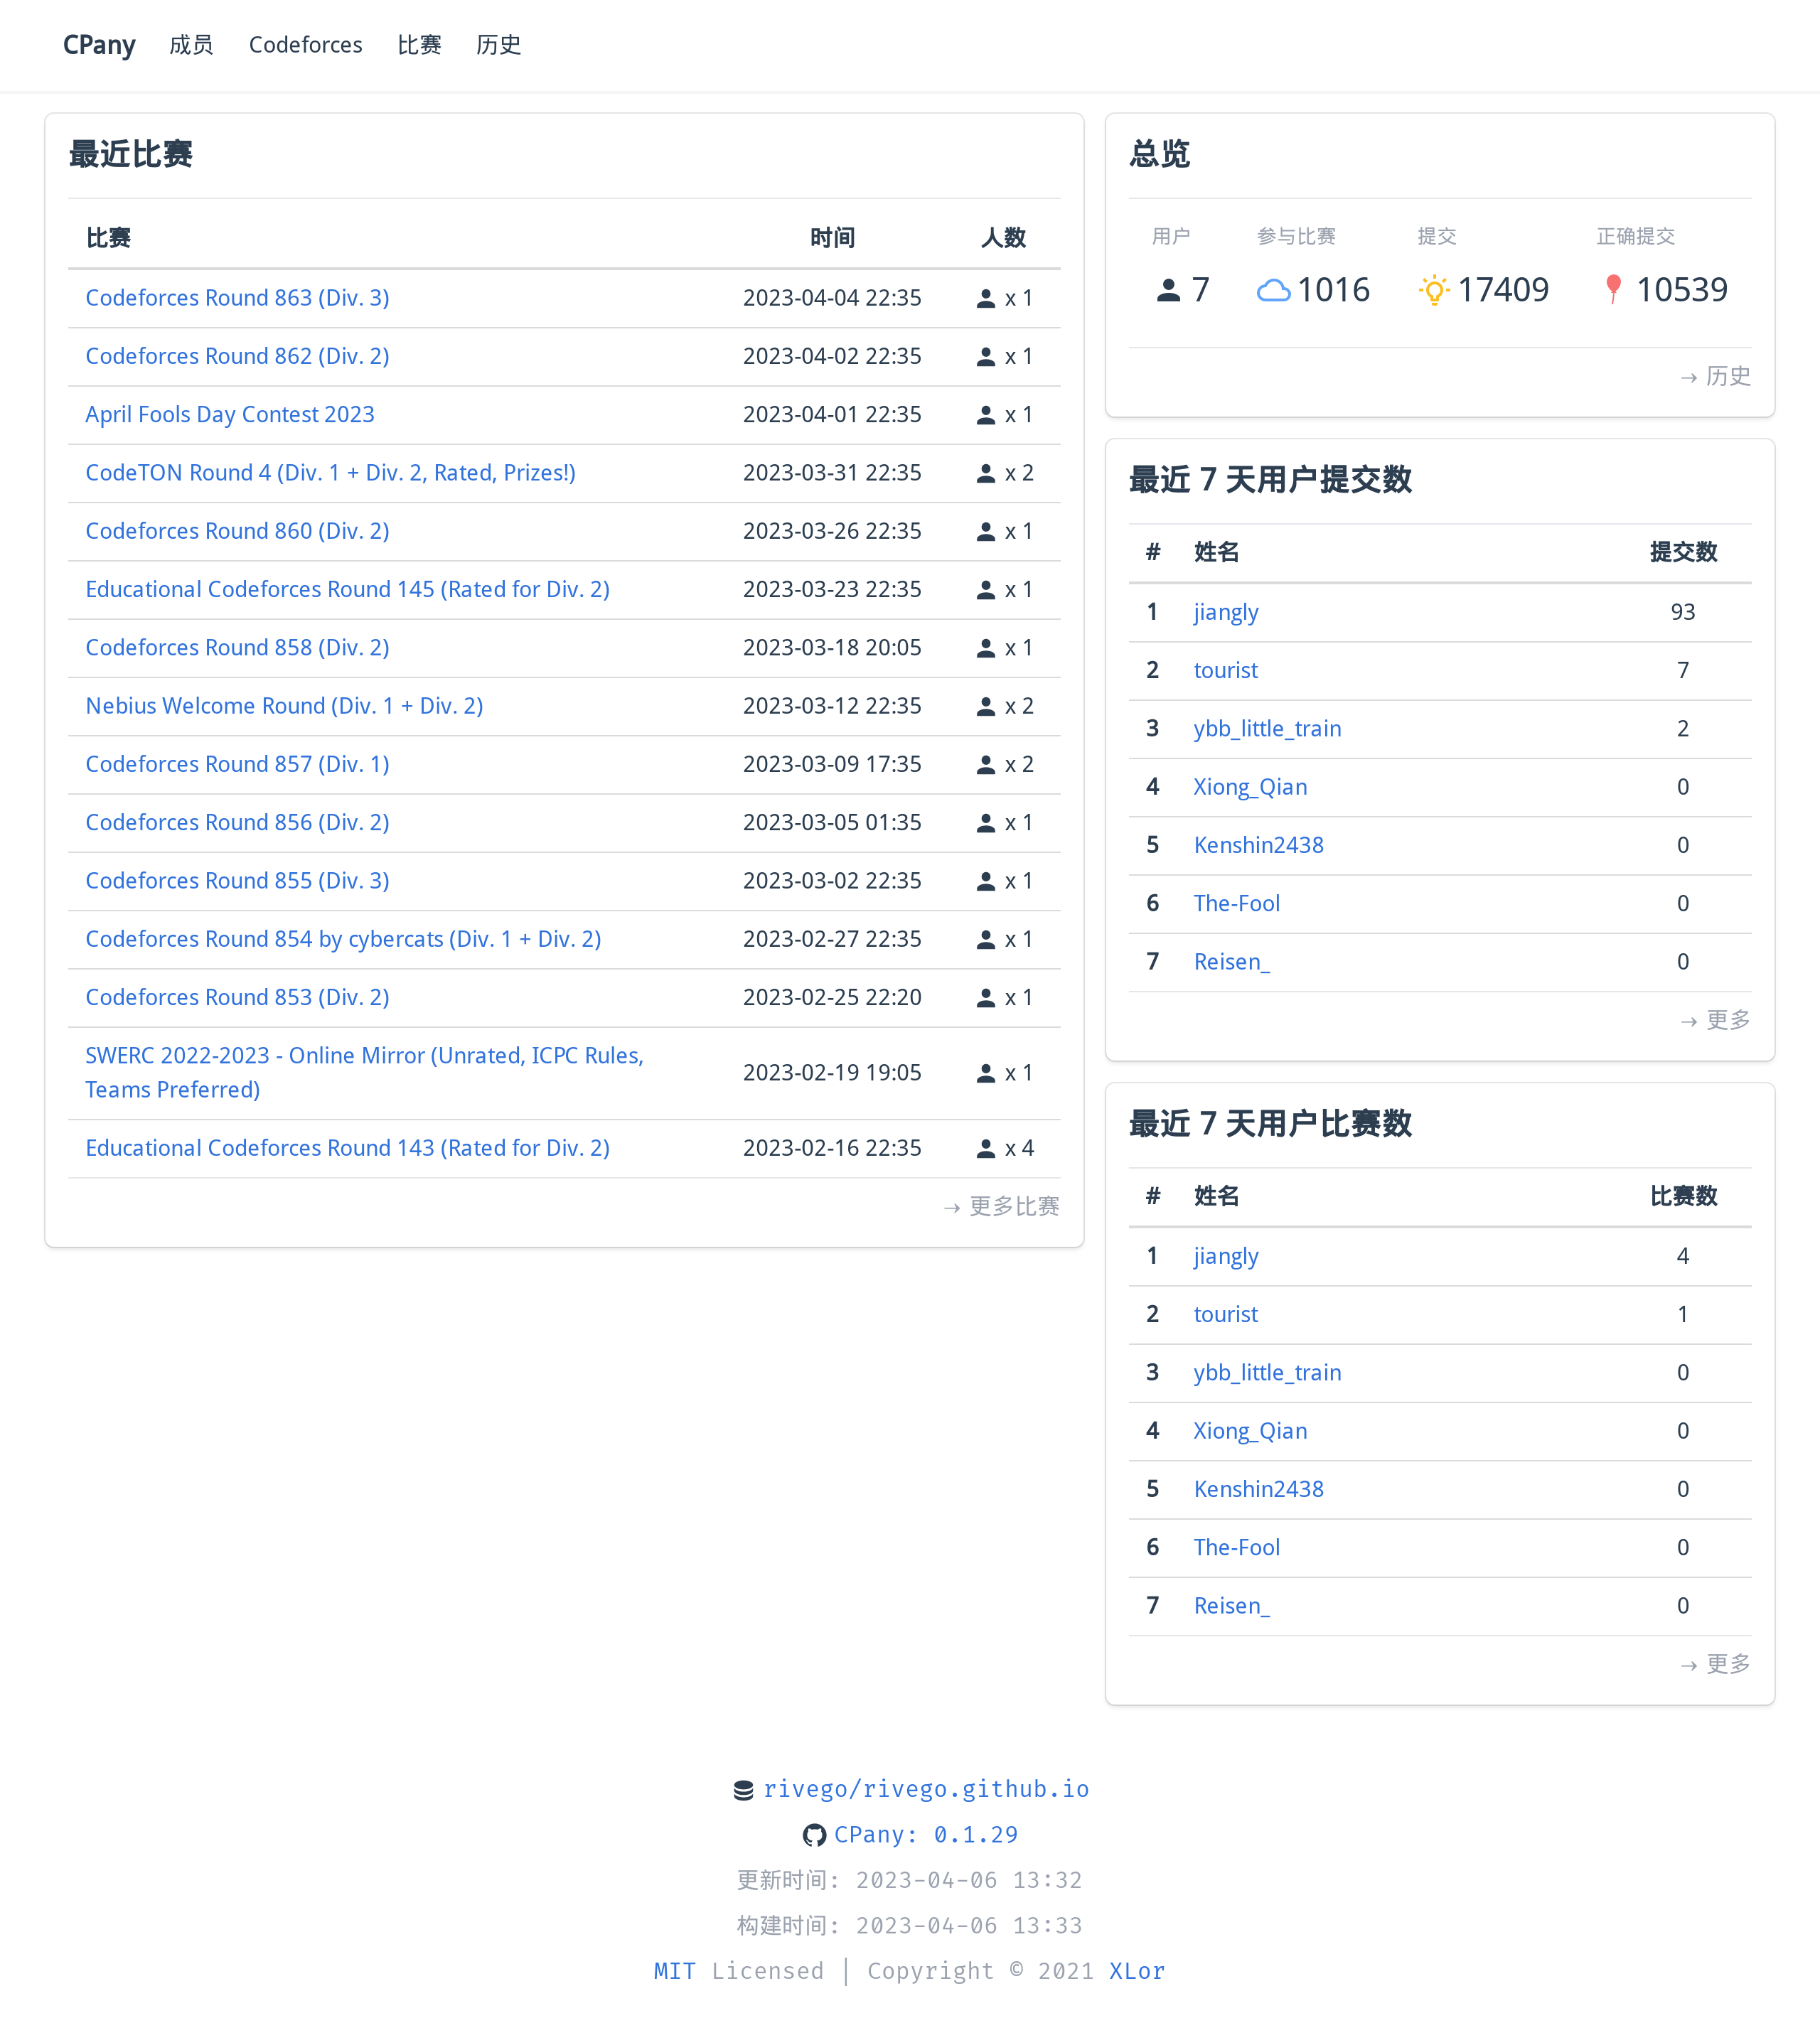 CPany 成员 Codeforces 比赛 历史
最近比赛
比赛 时间 人数
Codeforces Round 863 (Div. 3) 2023-04-04 22:35 x 1
Codeforces Round 862 (Div. 2) 2023-04-02 22:35 x 1
April Fools Day Contest 2023 2023-04-01 22:35 x 1
CodeTON Round 4 (Div. 1 + Div. 2, Rated, Prizes!) 2023-03-31 22:35 x 2
Codeforces Round 860 (Div. 2) 2023-03-26 22:35 x 1
Educational Codeforces Round 145 (Rated for Div. 2) 2023-03-23 22:35 x 1
Codeforces Round 858 (Div. 2) 2023-03-18 20:05 x 1
Nebius Welcome Round (Div. 1 + Div. 2) 2023-03-12 22:35 x 2
Codeforces Round 857 (Div. 1) 2023-03-09 17:35 x 2
Codeforces Round 856 (Div. 2) 2023-03-05 01:35 x 1
Codeforces Round 855 (Div. 3) 2023-03-02 22:35 x 1
Codeforces Round 854 by cybercats (Div. 1 + Div. 2) 2023-02-27 22:35 x 1
Codeforces Round 853 (Div. 2) 2023-02-25 22:20 x 1
SWERC 2022-2023 - Online Mirror (Unrated, ICPC Rules,
Teams Preferred) 2023-02-19 19:05 x 1
Educational Codeforces Round 143 (Rated for Div. 2) 2023-02-16 22:35 x 4
→ 更多比赛
总览
用户 参与比赛 提交 正确提交
7 1016 17409 10539
→ 历史
最近 7 天用户提交数
# 姓名 提交数
1 jiangly 93
2 tourist 7
3 ybb_little_train 2
4 Xiong_Qian 0
5 Kenshin2438 0
6 The-Fool 0
7 Reisen_ 0
→ 更多
最近 7 天用户比赛数
# 姓名 比赛数
1 jiangly 4
2 tourist 1
3 ybb_little_train 0
4 Xiong_Qian 0
5 Kenshin2438 0
6 The-Fool 0
7 Reisen_ 0
→ 更多
rivego/rivego.github.io
CPany: 0.1.29
更新时间: 2023-04-06 13:32
构建时间: 2023-04-06 13:33
MIT Licensed | Copyright © 2021 XLor